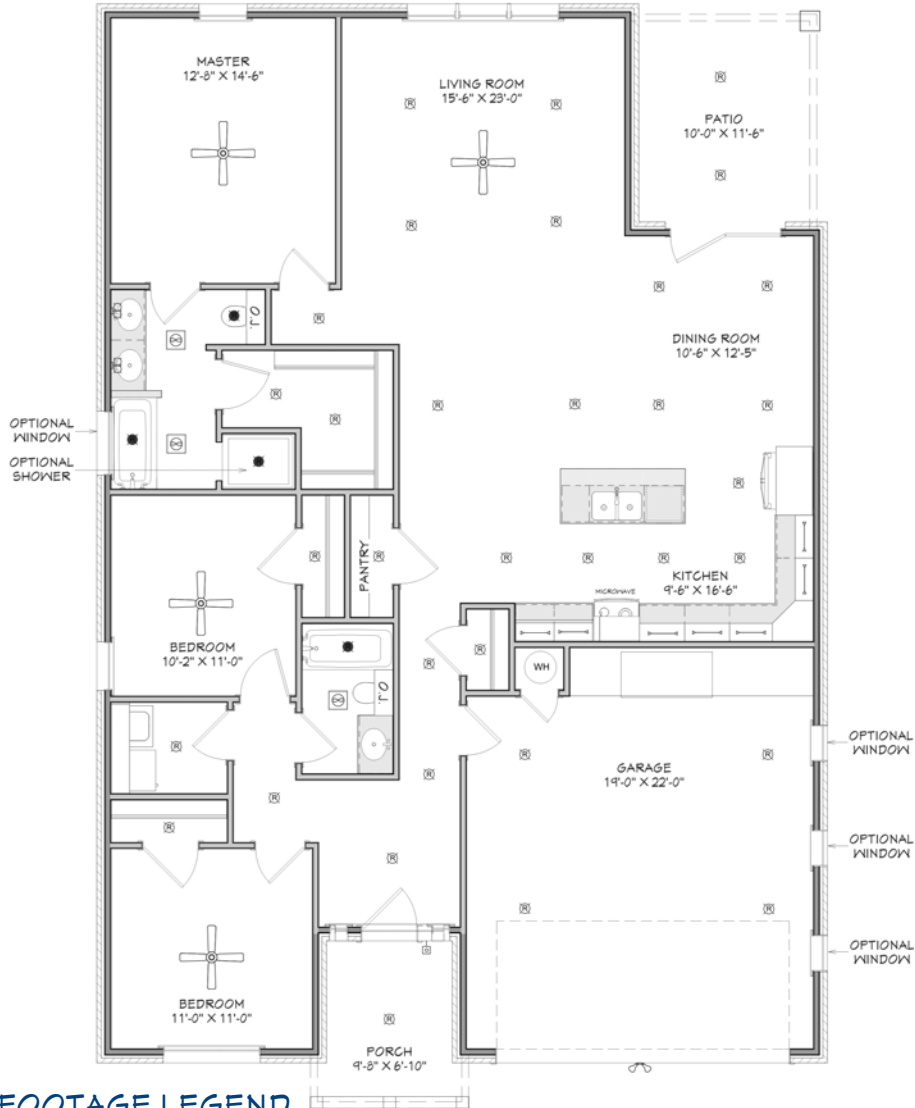 MASTER
12'-8" X 14'-6"
LIVING ROOM
15'-6" X 23'-0"
PATIO
10'-0" X 11'-6"
O.J.
DINING ROOM
10'-6" X 12'-5"
OPTIONAL
WINDOW
OPTIONAL
SHOWER
PANTRY
KITCHEN
9'-6" X 16'-6"
MICROWAVE
BEDROOM
10'-2" X 11'-0"
O.J.
WH
OPTIONAL
WINDOW
GARAGE
19'-0" X 22'-0"
OPTIONAL
WINDOW
OPTIONAL
WINDOW
BEDROOM
11'-0" X 11'-0"
PORCH
9'-8" X 6'-10"
FOOTAGE LEGEND